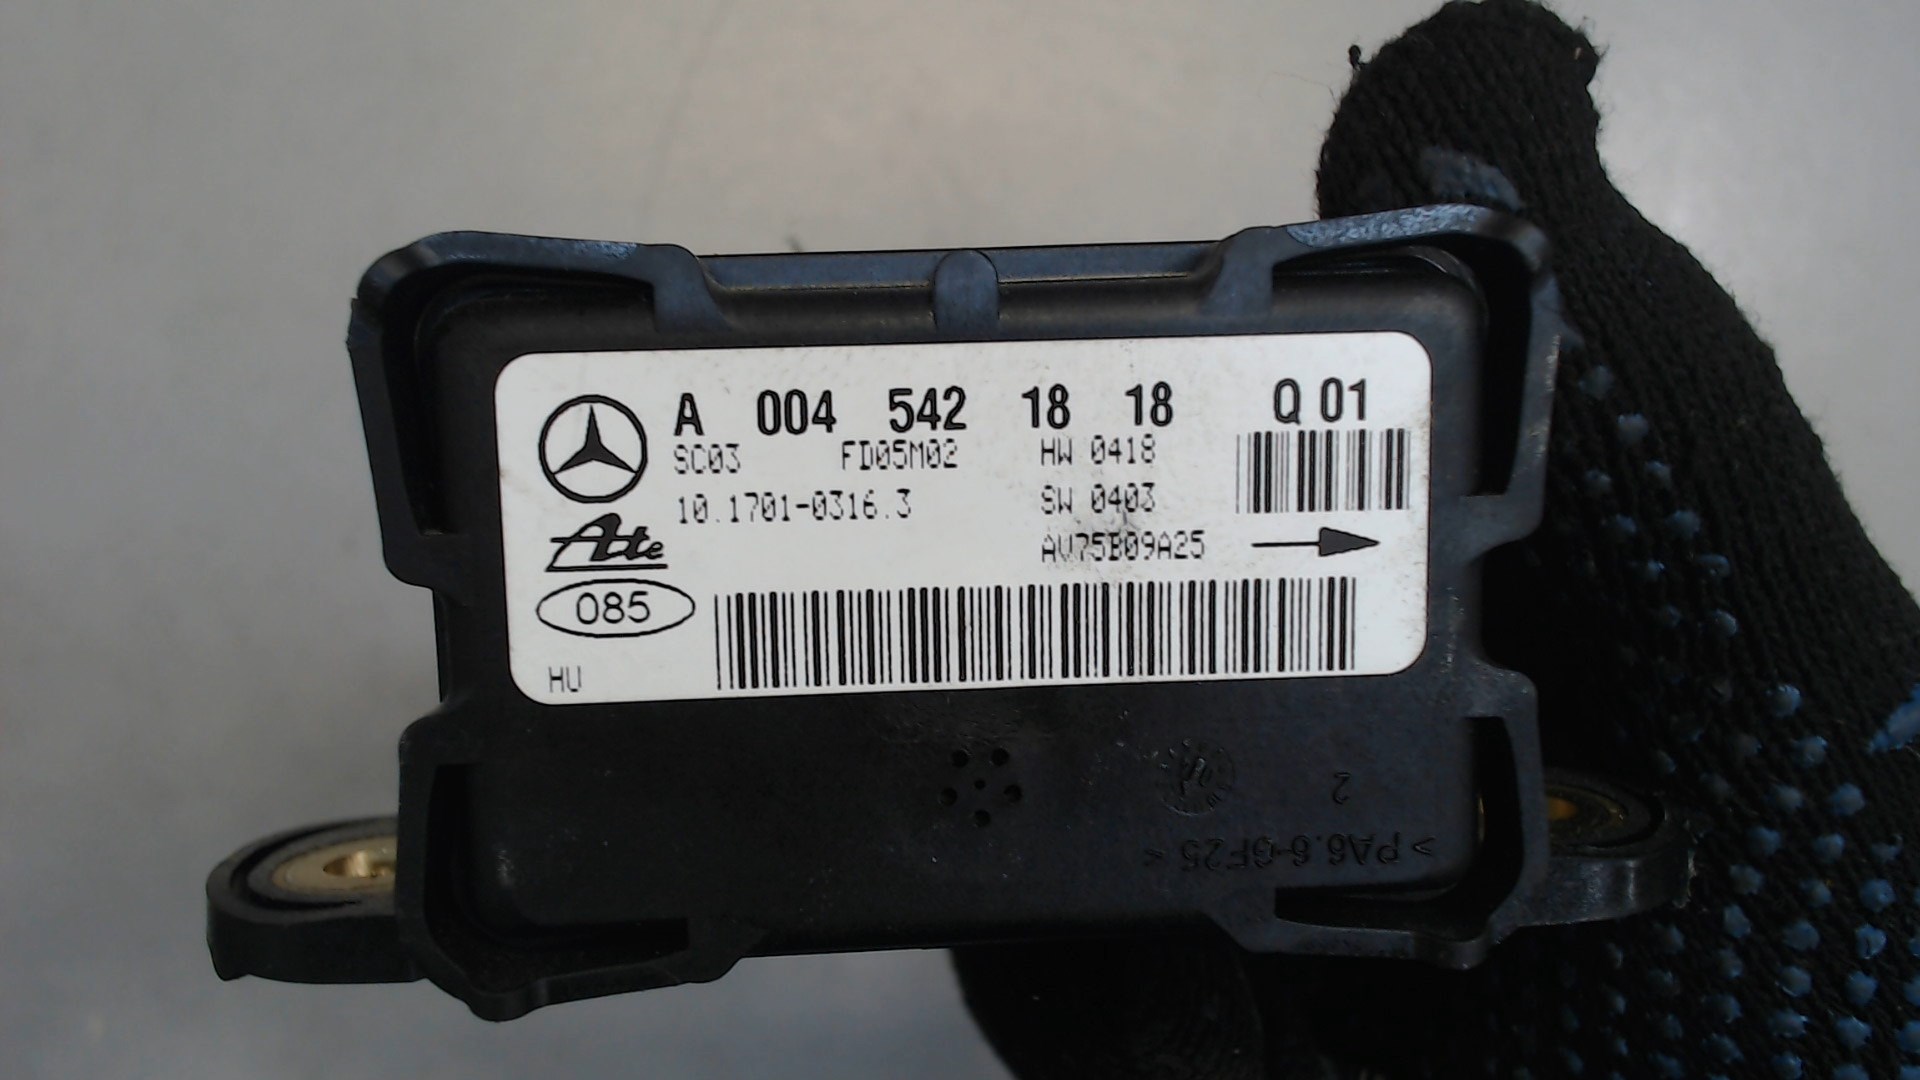 A 004 542 18 18 Q 01
SC03 FD05M02 HW 0418
10.1701-0316.3 SW 0403
Ate AV75B09A25
085
HU
2
>PA6.6-GF25<